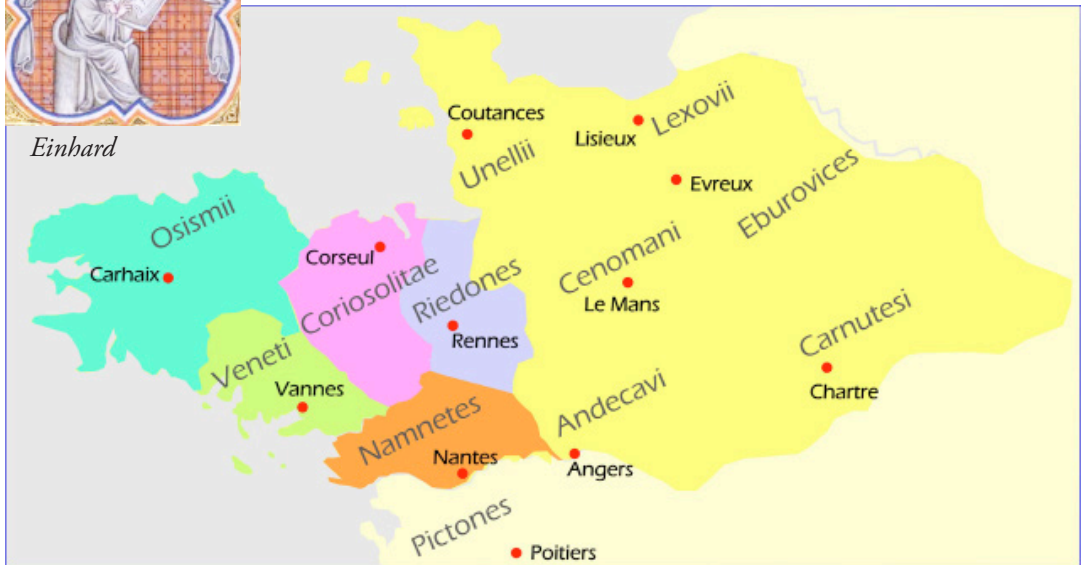 Einhard
Coutances
Unellii
Lisieux
Lexovii
Evreux
Eburovices
Osismii
Carhaix
Corseul
Coriosolitae
Riedones
Rennes
Cenomani
Le Mans
Carnutesi
Chartre
Veneti
Vannes
Namnetes
Nantes
Andecavi
Angers
Pictones
Poitiers